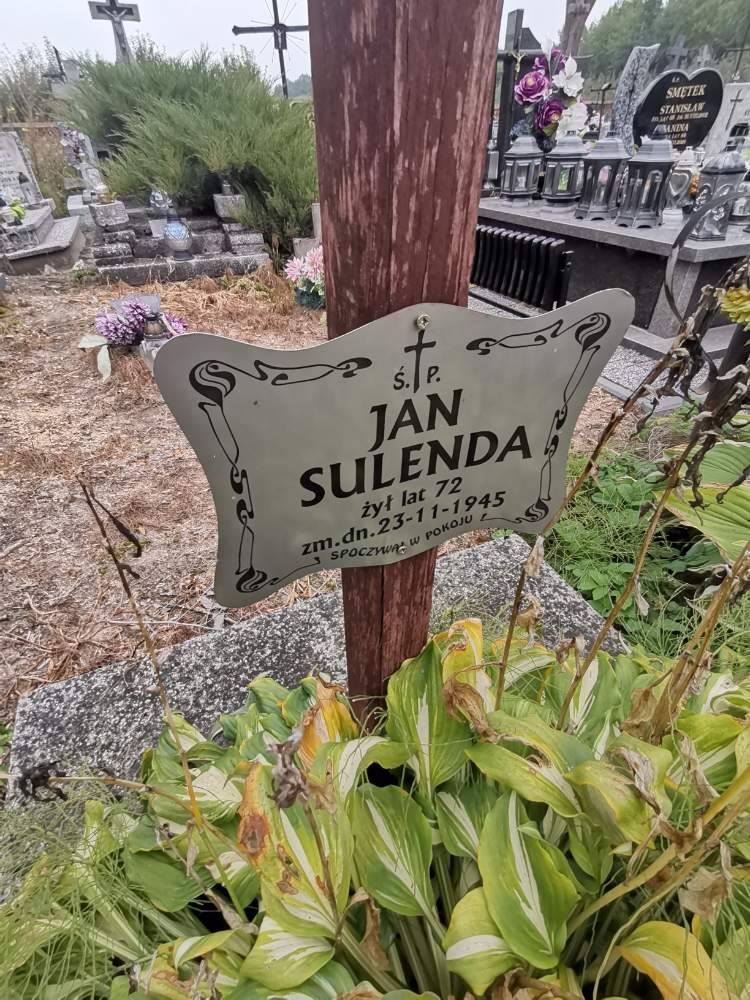 Ś. P.
JAN
SULENDA
żył lat 72
zm.dn.23-11-1945
SPOCZYWAJ W POKOJU
Ś.P.
SMĘTEK
STANISŁAW